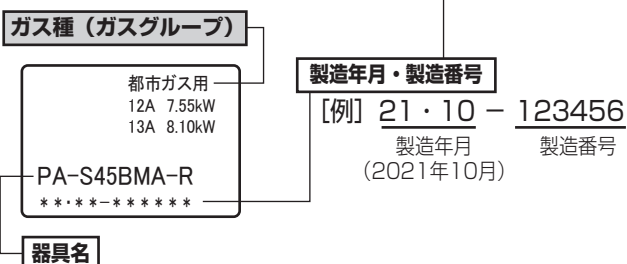 ガス種（ガスグループ）
都市ガス用
12A 7.55kW
13A 8.10kW
PA-S45BMA-R
**・**-******
器具名
製造年月・製造番号
［例］ 21・10 − 123456
製造年月 製造番号
（2021年10月）